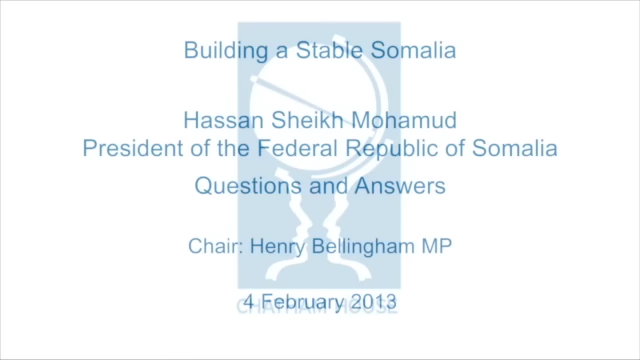 Building a Stable Somalia
Hassan Sheikh Mohamud
President of the Federal Republic of Somalia
Questions and Answers
Chair: Henry Bellingham MP
4 February 2013
CHATHAM HOUSE